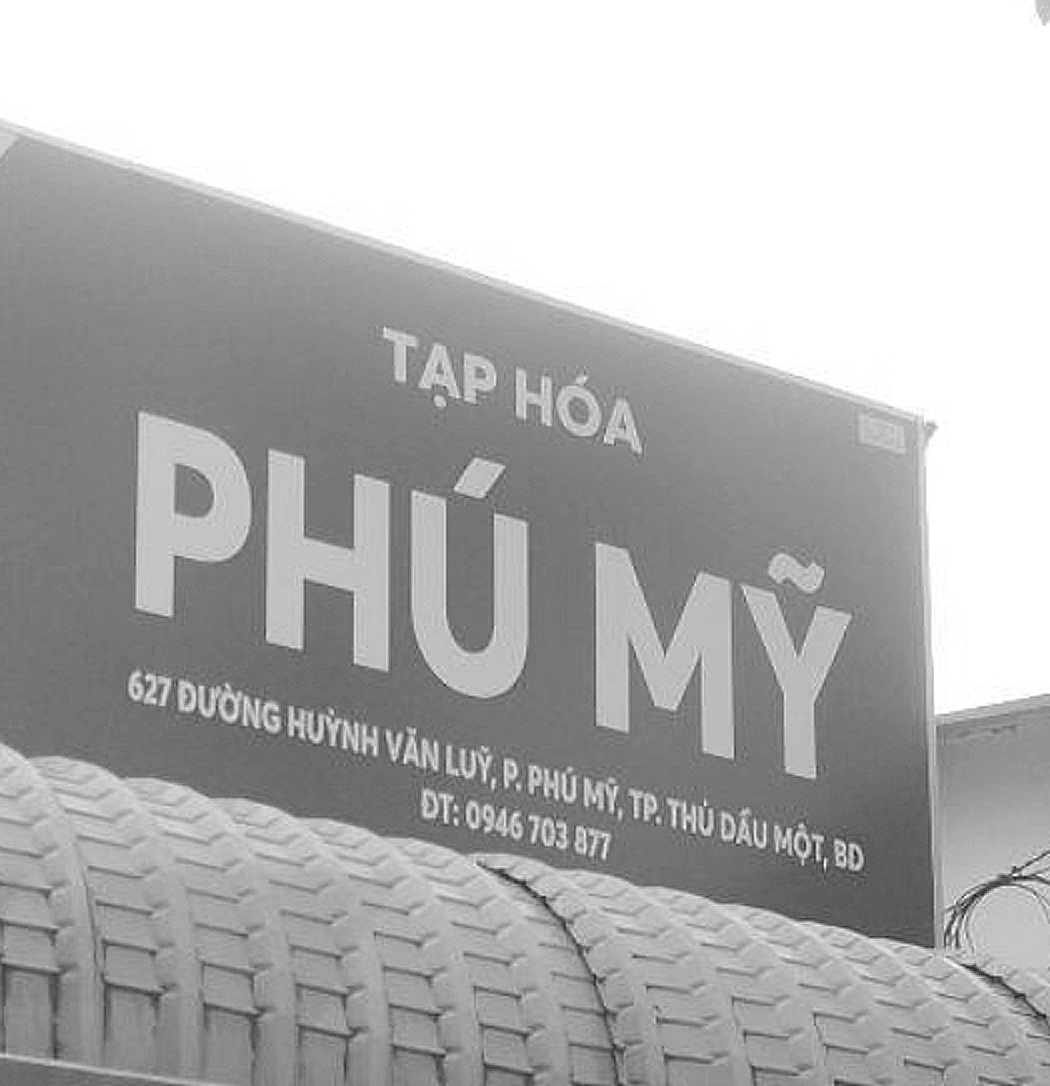 TẠP HÓA
PHÚ MỸ
627 ĐƯỜNG HUỲNH VĂN LUỸ, P. PHÚ MỸ, TP. THỦ DẦU MỘT, BD
ĐT: 0946 703 877